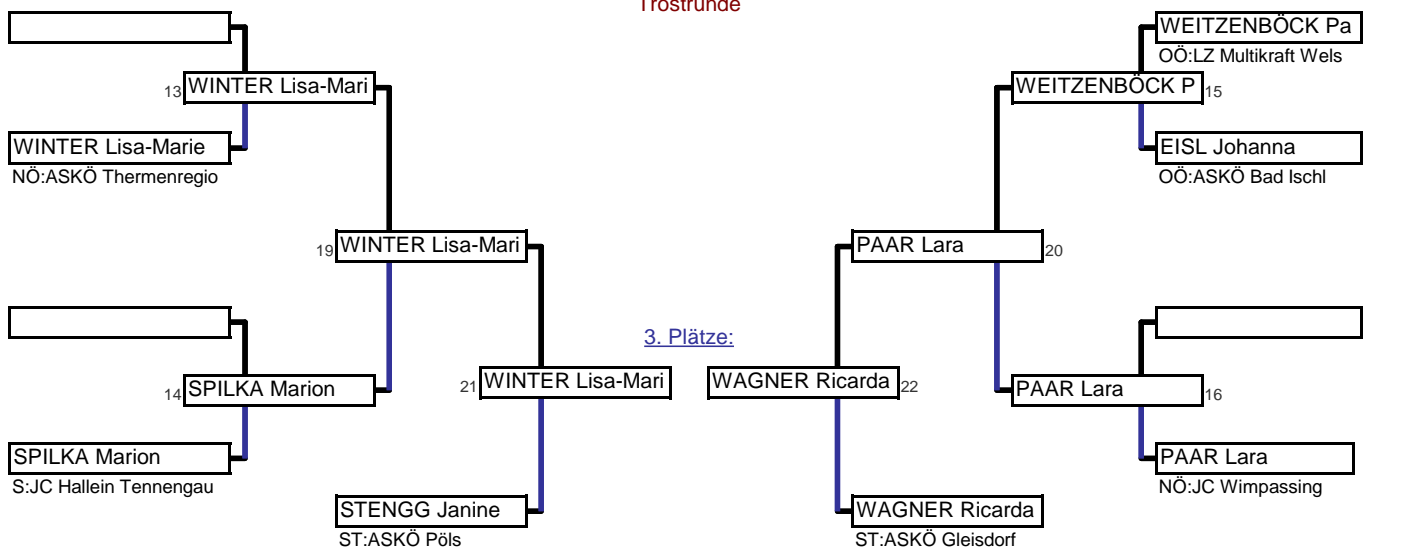 Trostrunde
WEITZENBÖCK Pa
OÖ:LZ Multikraft Wels
13 WINTER Lisa-Mari
WEITZENBÖCK P 15
WINTER Lisa-Marie
NÖ:ASKÖ Thermenregio
EISL Johanna
OÖ:ASKÖ Bad Ischl
19 WINTER Lisa-Mari
PAAR Lara 20
3. Plätze:
14 SPILKA Marion
21 WINTER Lisa-Mari
WAGNER Ricarda 22
PAAR Lara 16
SPILKA Marion
S:JC Hallein Tennengau
PAAR Lara
NÖ:JC Wimpassing
STENGG Janine
ST:ASKÖ Pöls
WAGNER Ricarda
ST:ASKÖ Gleisdorf